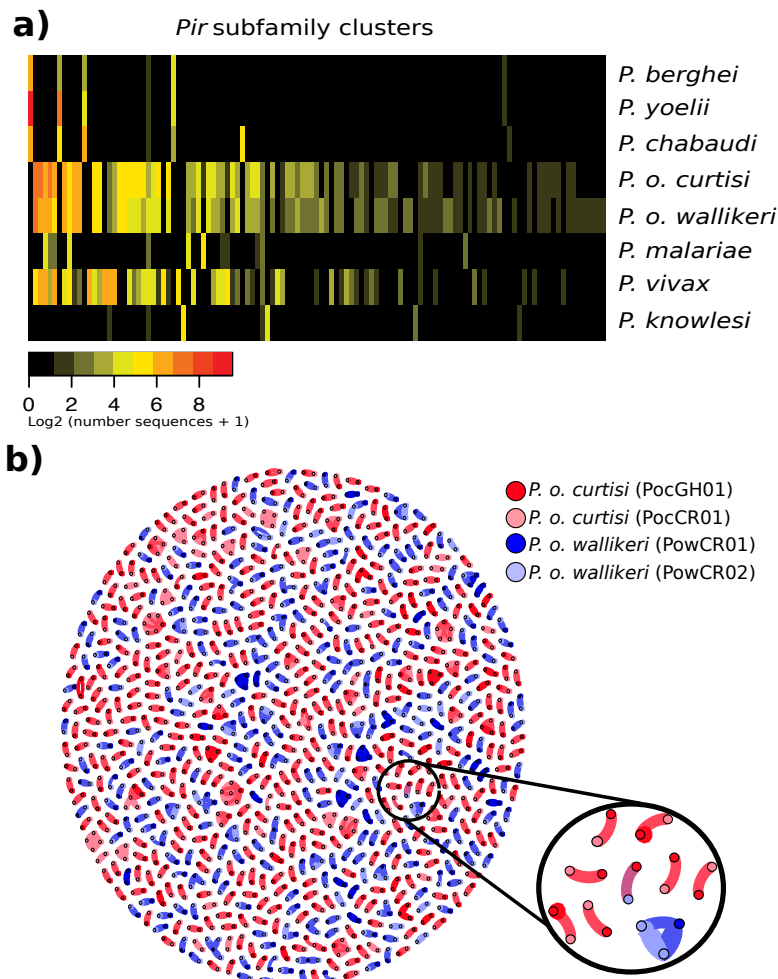 a)
Pir subfamily clusters
P. berghei
P. yoelii
P. chabaudi
P. o. curtisi
P. o. wallikeri
P. malariae
P. vivax
P. knowlesi
0 2 4 6 8
Log2 (number sequences + 1)
b)
P. o. curtisi (PocGH01)
P. o. curtisi (PocCR01)
P. o. wallikeri (PowCR01)
P. o. wallikeri (PowCR02)